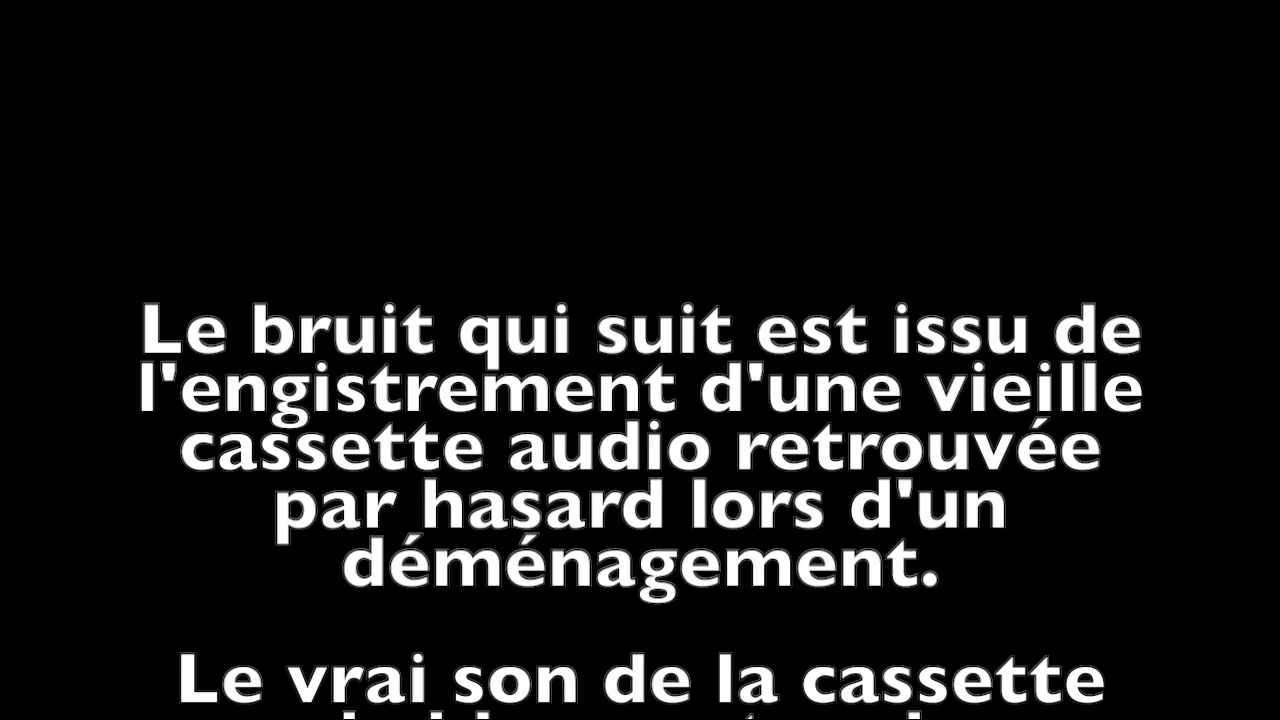 Le bruit qui suit est issu de
l'engistrement d'une vieille
cassette audio retrouvée
par hasard lors d'un
déménagement.
Le vrai son de la cassette